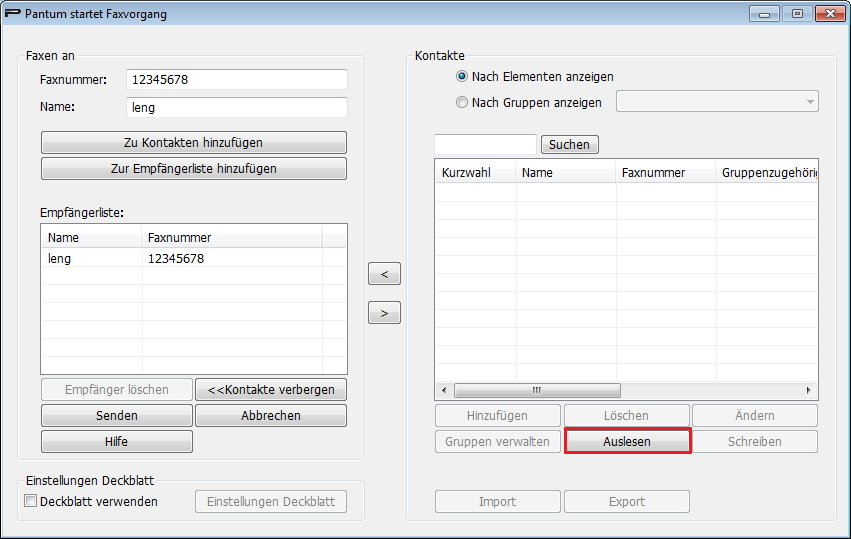 Pantum startet Faxvorgang
Faxen an
Faxnummer: 12345678
Name: leng
Zu Kontakten hinzufügen
Zur Empfängerliste hinzufügen
Empfängerliste:
Name Faxnummer
leng 12345678
Empfänger löschen <<Kontakte verbergen
Senden Abbrechen
Hilfe
Einstellungen Deckblatt
Deckblatt verwenden Einstellungen Deckblatt
<
>
Kontakte
Nach Elementen anzeigen
Nach Gruppen anzeigen
Suchen
Kurzwahl Name Faxnummer Gruppenzugehörig
Hinzufügen Löschen Ändern
Gruppen verwalten Auslesen Schreiben
Import Export